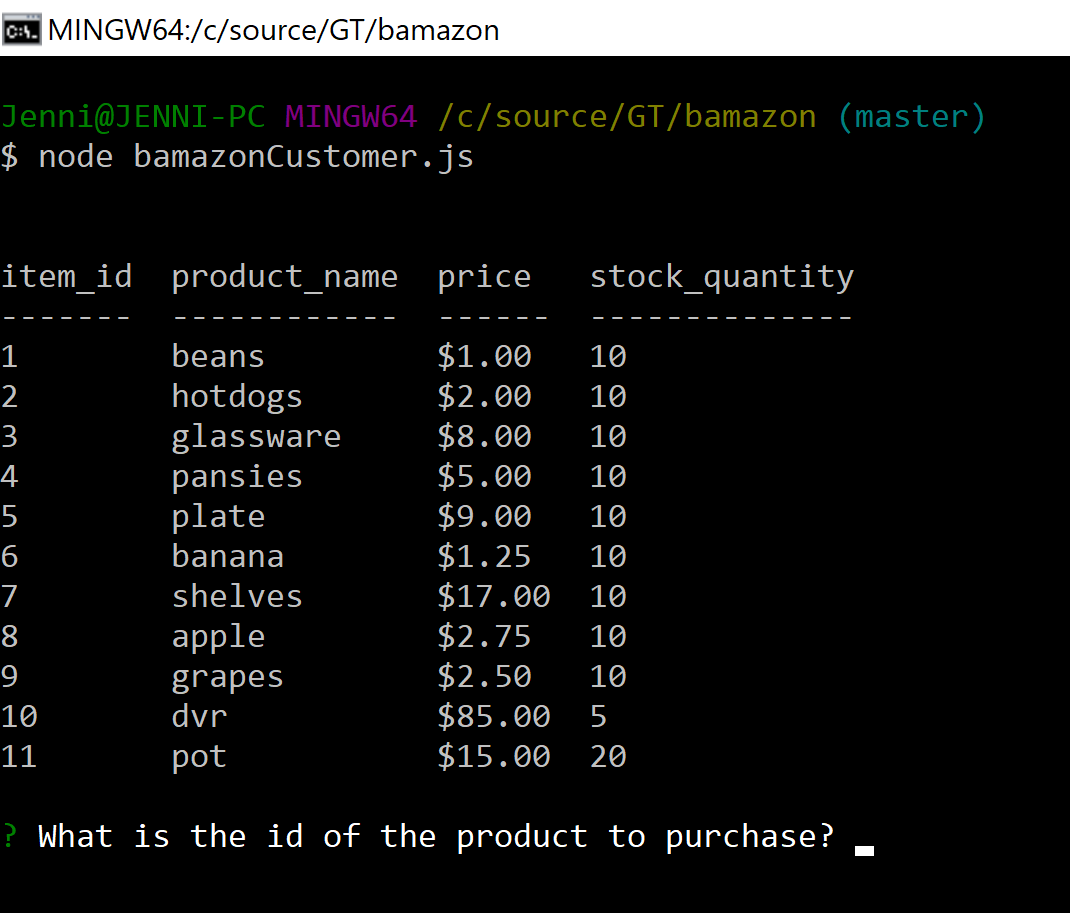 MINGW64:/c/source/GT/bamazon
Jenni@JENNI-PC MINGW64 /c/source/GT/bamazon (master)
$ node bamazonCustomer.js
item_id  product_name  price   stock_quantity
-------  ------------  ------  --------------
1        beans         $1.00   10
2        hotdogs       $2.00   10
3        glassware     $8.00   10
4        pansies       $5.00   10
5        plate         $9.00   10
6        banana        $1.25   10
7        shelves       $17.00  10
8        apple         $2.75   10
9        grapes        $2.50   10
10       dvr           $85.00  5
11       pot           $15.00  20
? What is the id of the product to purchase?